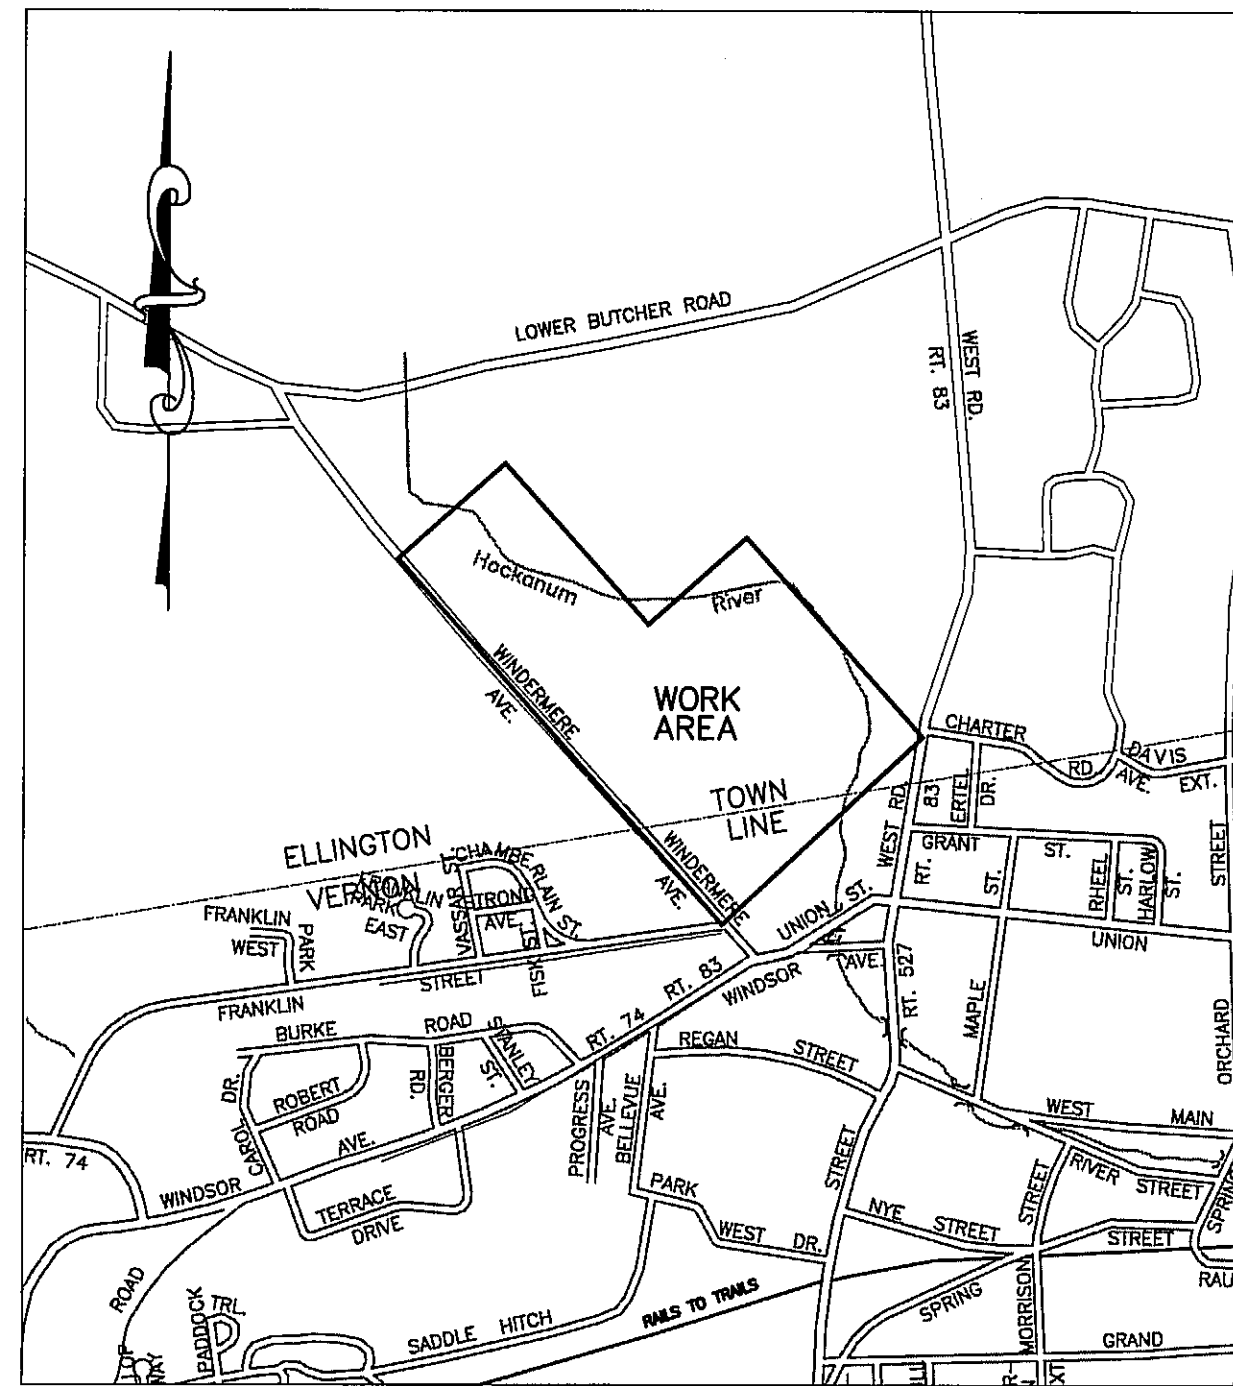 LOWER BUTCHER ROAD
WEST RD.
RT. 83
Hockanum
River
WINDERMERE
AVE.
WORK
AREA
TOWN
LINE
CHARTER
RD.
DAVIS
AVE.
EXT.
WEST RD.
RT. 83
ERTEL
DR.
GRANT
ST.
ST.
RHEEL
ST.
HARLOW
ST.
STREET
ELLINGTON
VERNON
WINDERMERE
AVE.
CHAMBERLAIN ST.
VASSAR ST.
STRONG
AVE.
FISK ST.
FRANKLIN
PARK
EAST
FRANKLIN
WEST
PARK
FRANKLIN
STREET
UNION ST.
UNION
WINDSOR
AVE.
RT. 83
RT. 74
RT. 527
MAPLE
ORCHARD
BURKE
ROAD
STANLEY
ST.
BERGER
RD.
ROBERT
ROAD
CAROL
DR.
REGAN
STREET
PROGRESS
AVE.
BELLEVUE
AVE.
WEST
MAIN
RIVER
STREET
RT. 74
WINDSOR
AVE.
TERRACE
DRIVE
PARK
WEST
DR.
STREET
NYE
STREET
STREET
STREET
SPRING
SPRING
MORRISON
RAU
ROAD
PADDOCK
TRL.
SADDLE HITCH
RAILS TO TRAILS
GRAND